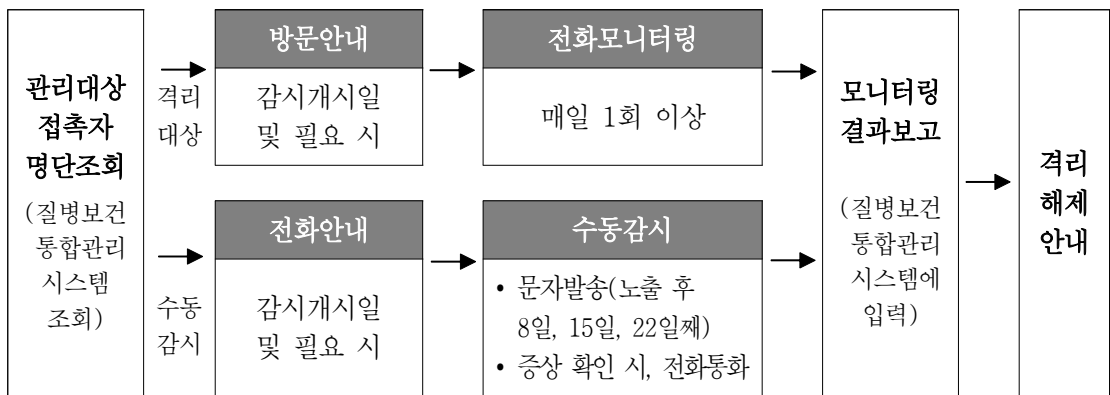 관리대상
접촉자
명단조회
(질병보건
통합관리
시스템
조회)
격리
대상
방문안내
감시개시일
및 필요 시
전화모니터링
매일 1회 이상
수동
감시
전화안내
감시개시일
및 필요 시
수동감시
• 문자발송(노출 후
8일, 15일, 22일째)
• 증상 확인 시, 전화통화
모니터링
결과보고
(질병보건
통합관리
시스템에
입력)
격리
해제
안내